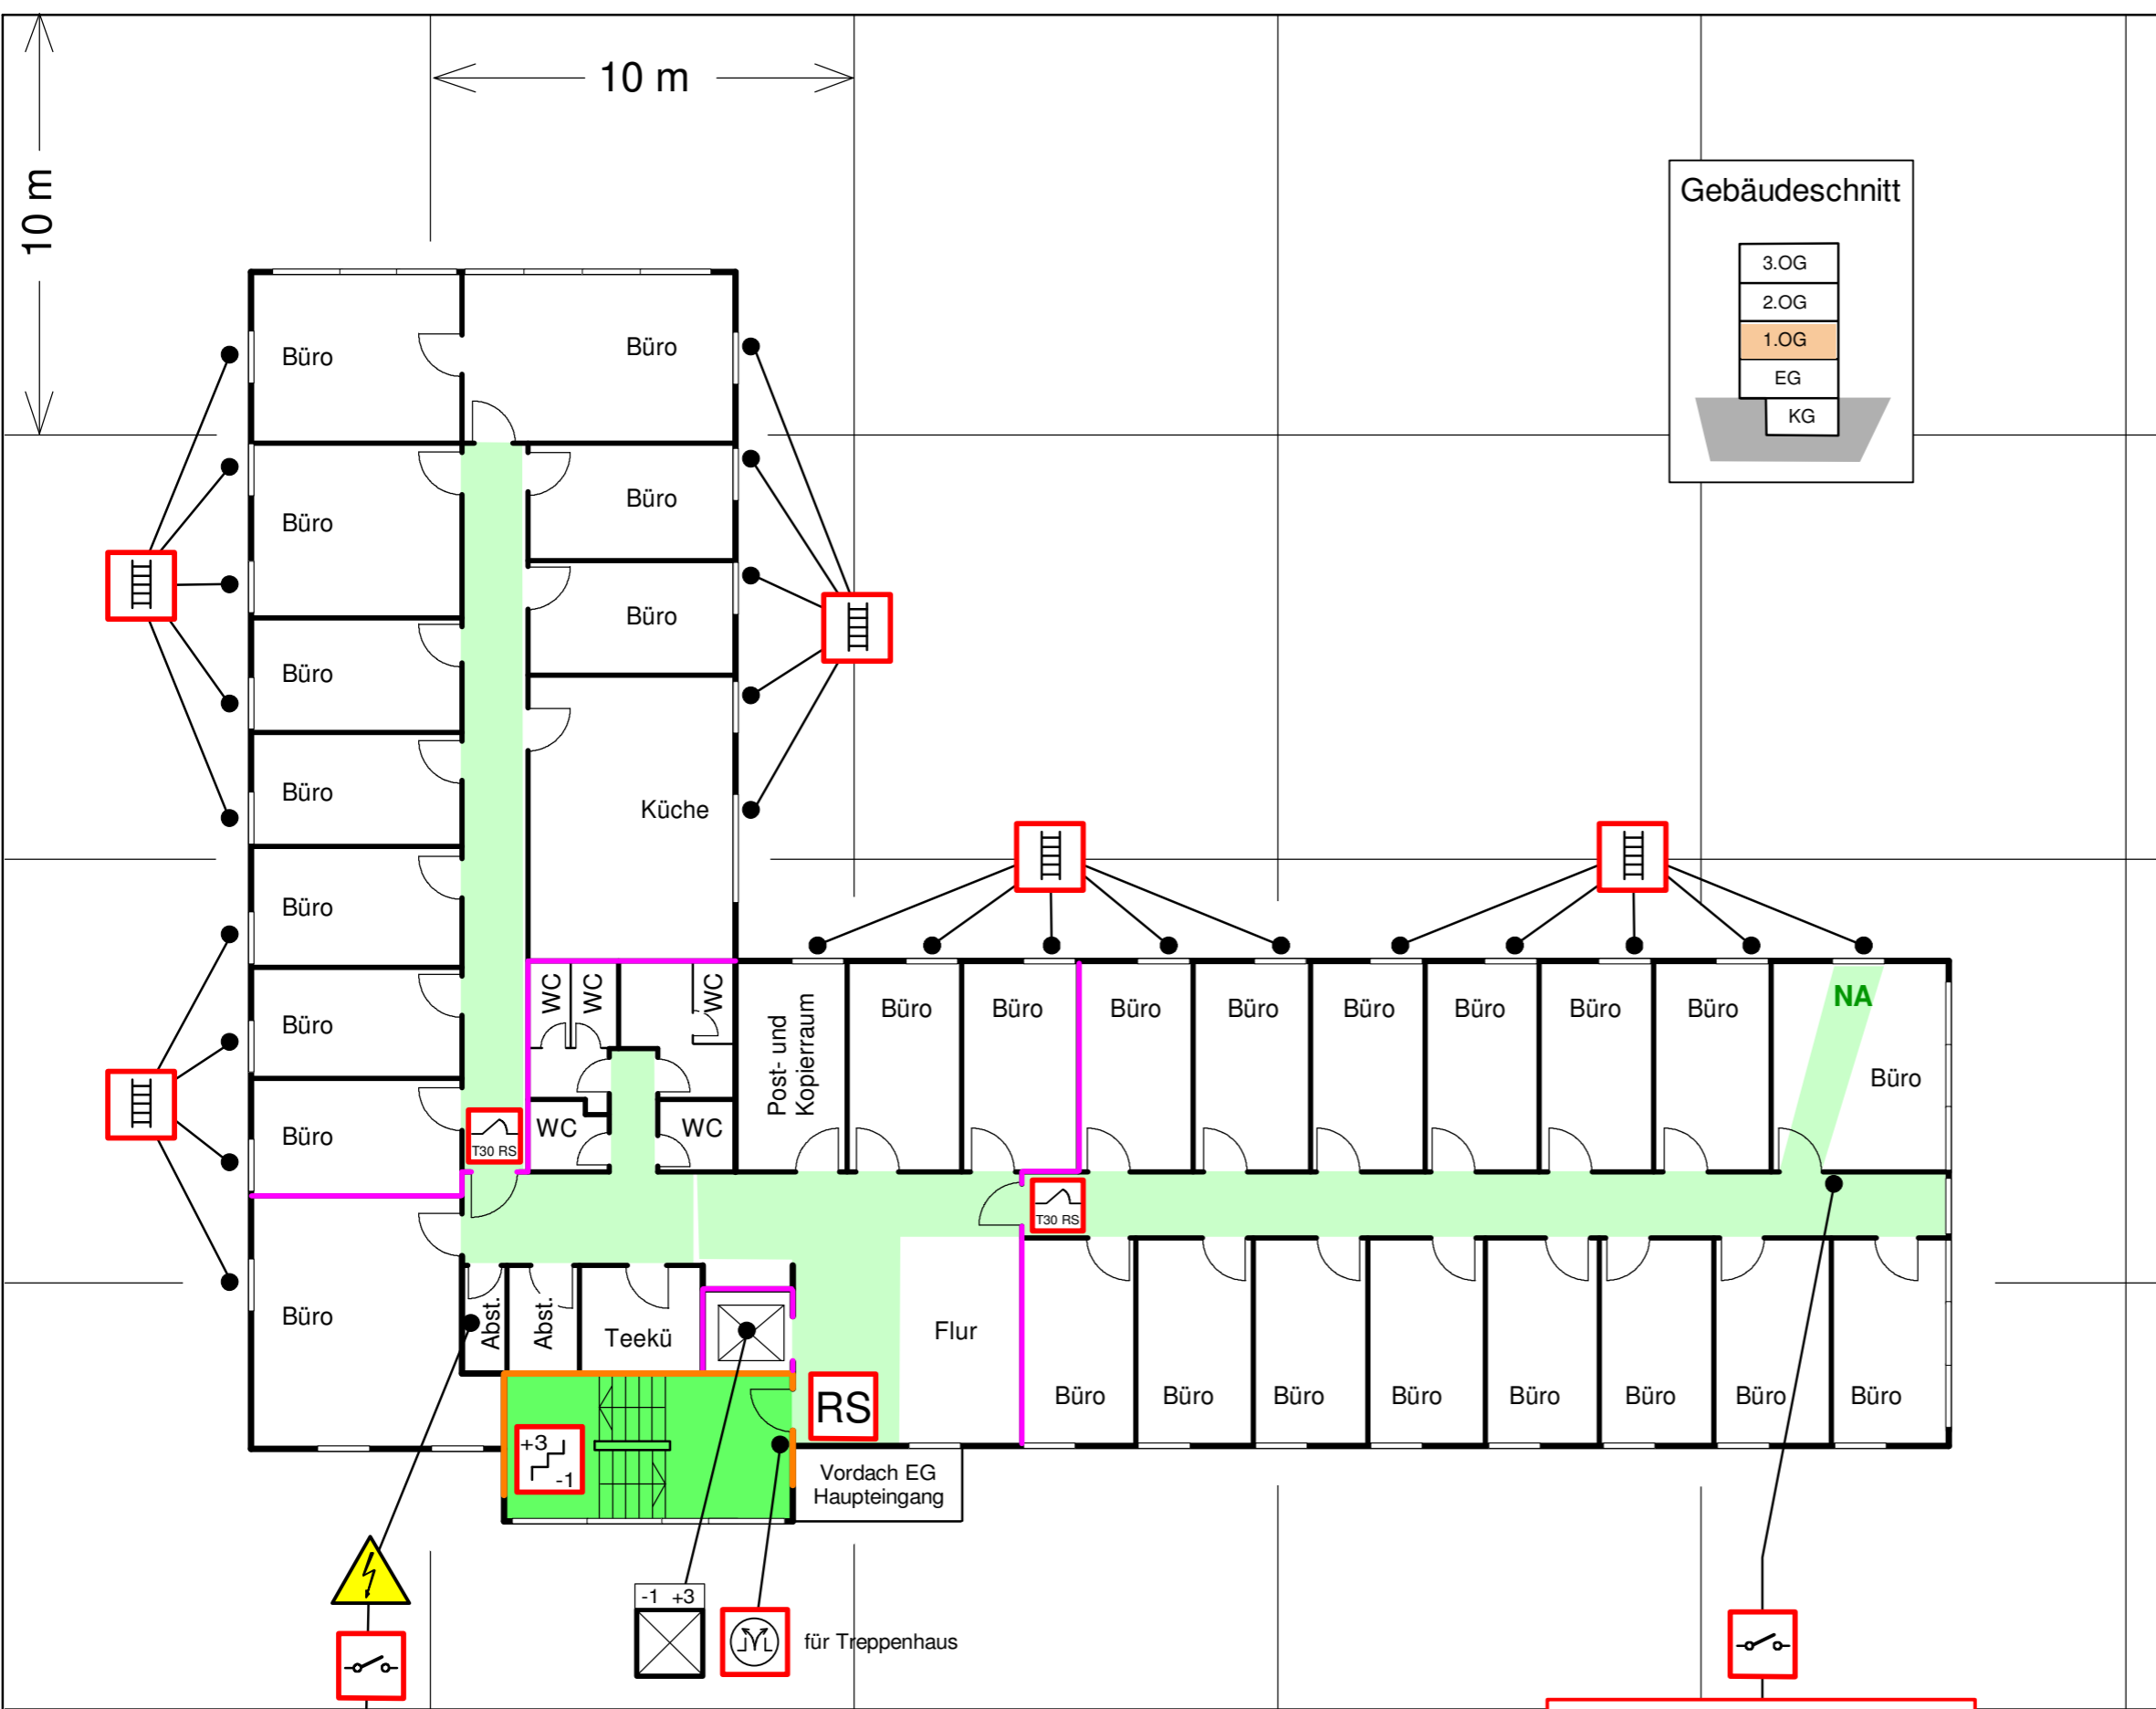 10 m
10 m
Gebäudeschnitt
3.OG
2.OG
1.OG
EG
KG
Büro
Büro
Büro
Büro
Büro
Büro
Büro
Küche
Büro
Büro
WC
WC
WC
Post- und
Kopierraum
Büro
Büro
Büro
Büro
Büro
Büro
Büro
Büro
NA
Büro
Büro
T30 RS
WC
WC
T30 RS
Büro
Abst.
Abst.
Teekü
Flur
RS
Büro
Büro
Büro
Büro
Büro
Büro
Büro
Büro
+3
-1
Vordach EG
Haupteingang
-1 +3
für Treppenhaus